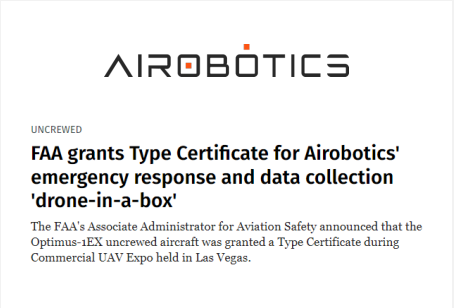 AIROBOTICS
UNCREWED
FAA grants Type Certificate for Airobotics'
emergency response and data collection
'drone-in-a-box'
The FAA's Associate Administrator for Aviation Safety announced that the
Optimus-1EX uncrewed aircraft was granted a Type Certificate during
Commercial UAV Expo held in Las Vegas.